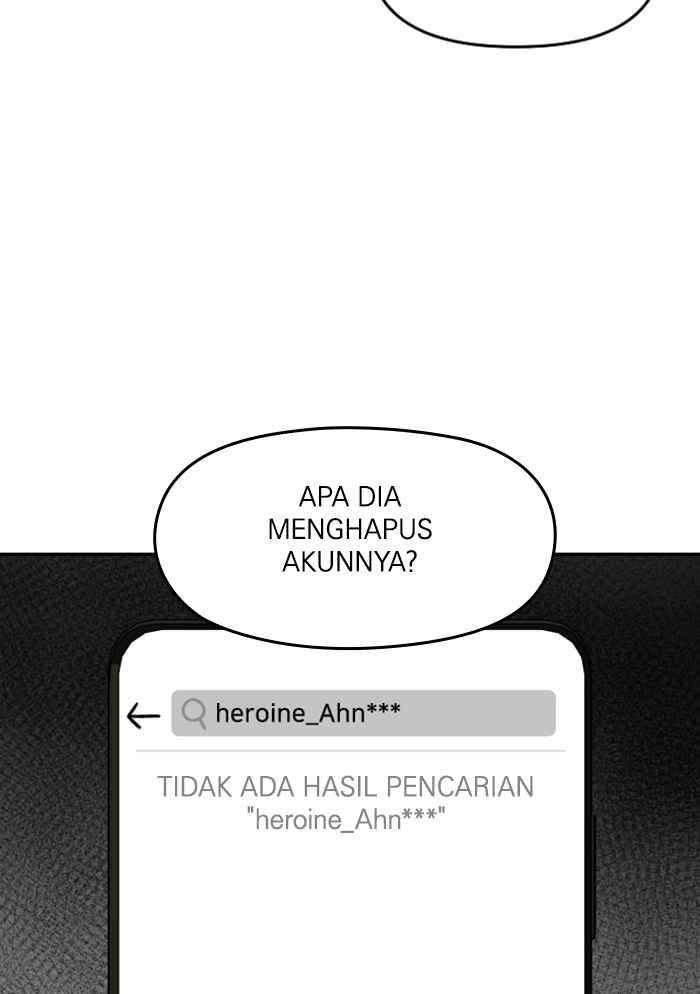 APA DIA
MENGHAPUS
AKUNNYA?
heroine_Ahn***
TIDAK ADA HASIL PENCARIAN
"heroine_Ahn***"